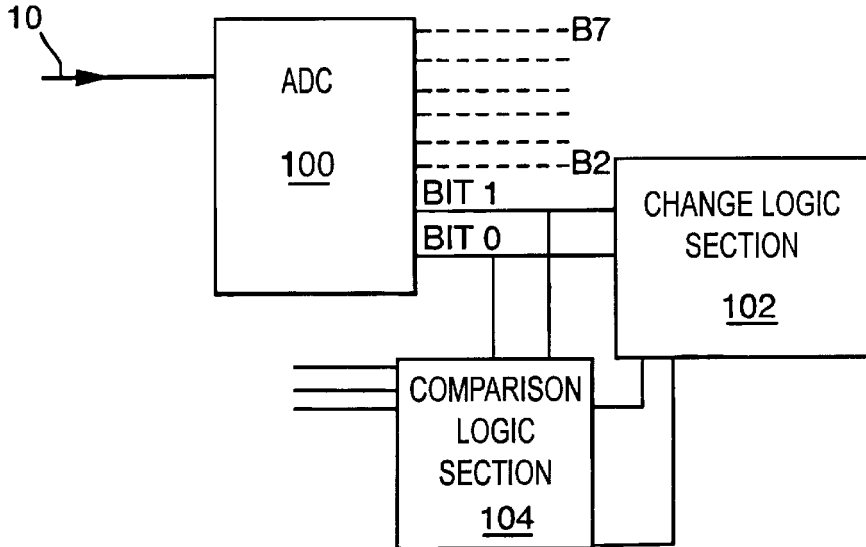 10
ADC
100
B7
B2
BIT 1
BIT 0
CHANGE LOGIC
SECTION
102
COMPARISON
LOGIC
SECTION
104